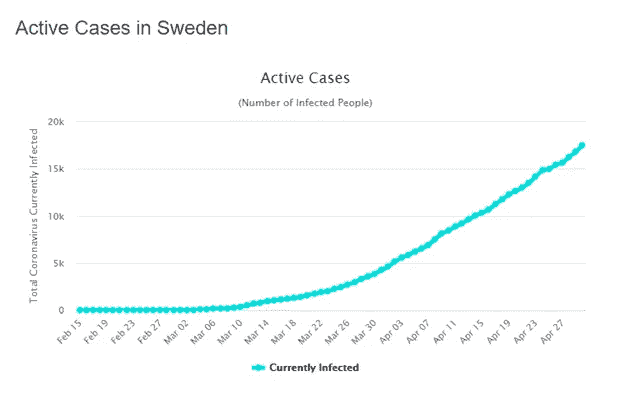 Active Cases in Sweden
Active Cases
(Number of Infected People)
Total Coronavirus Currently Infected
20k
15k
10k
5k
0
Feb 15
Feb 19
Feb 23
Feb 27
Mar 02
Mar 06
Mar 10
Mar 14
Mar 18
Mar 22
Mar 26
Mar 30
Apr 03
Apr 07
Apr 11
Apr 15
Apr 19
Apr 23
Apr 27
Currently Infected